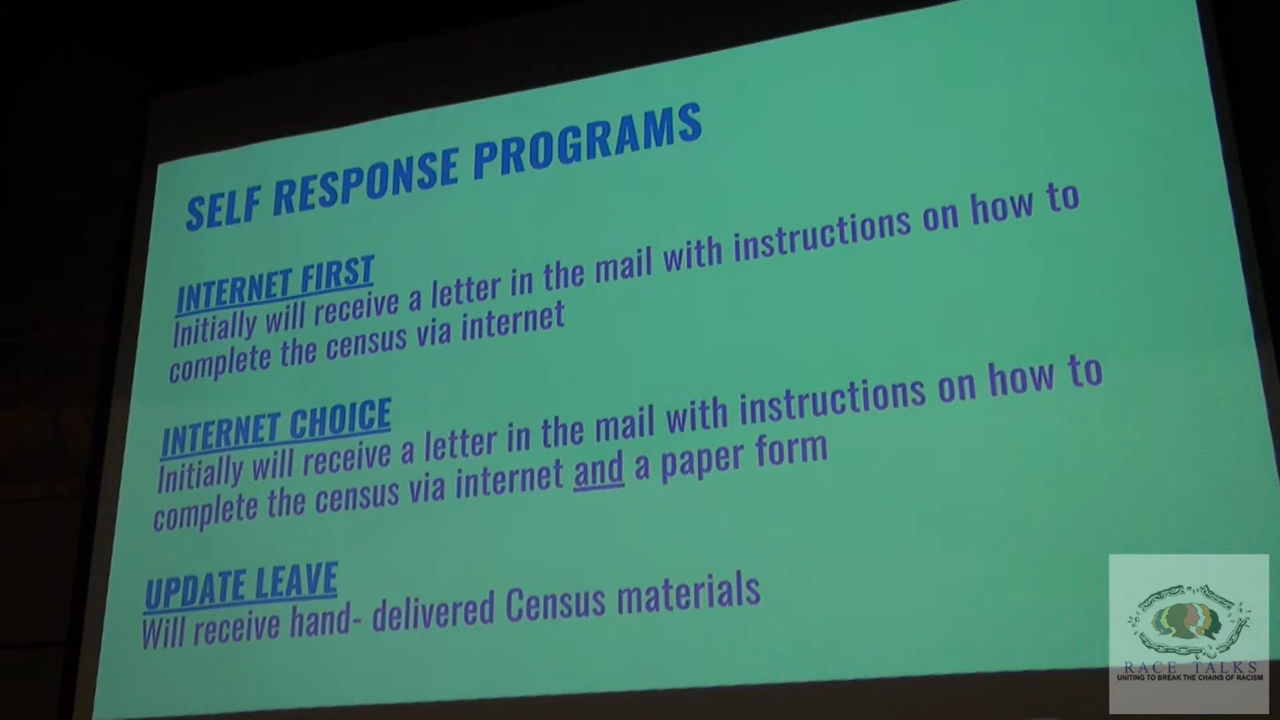 SELF RESPONSE PROGRAMS
INTERNET FIRST
Initially will receive a letter in the mail with instructions on how to
complete the census via internet
INTERNET CHOICE
Initially will receive a letter in the mail with instructions on how to
complete the census via internet and a paper form
UPDATE LEAVE
Will receive hand- delivered Census materials
RACE TALKS
UNITING TO BREAK THE CHAINS OF RACISM